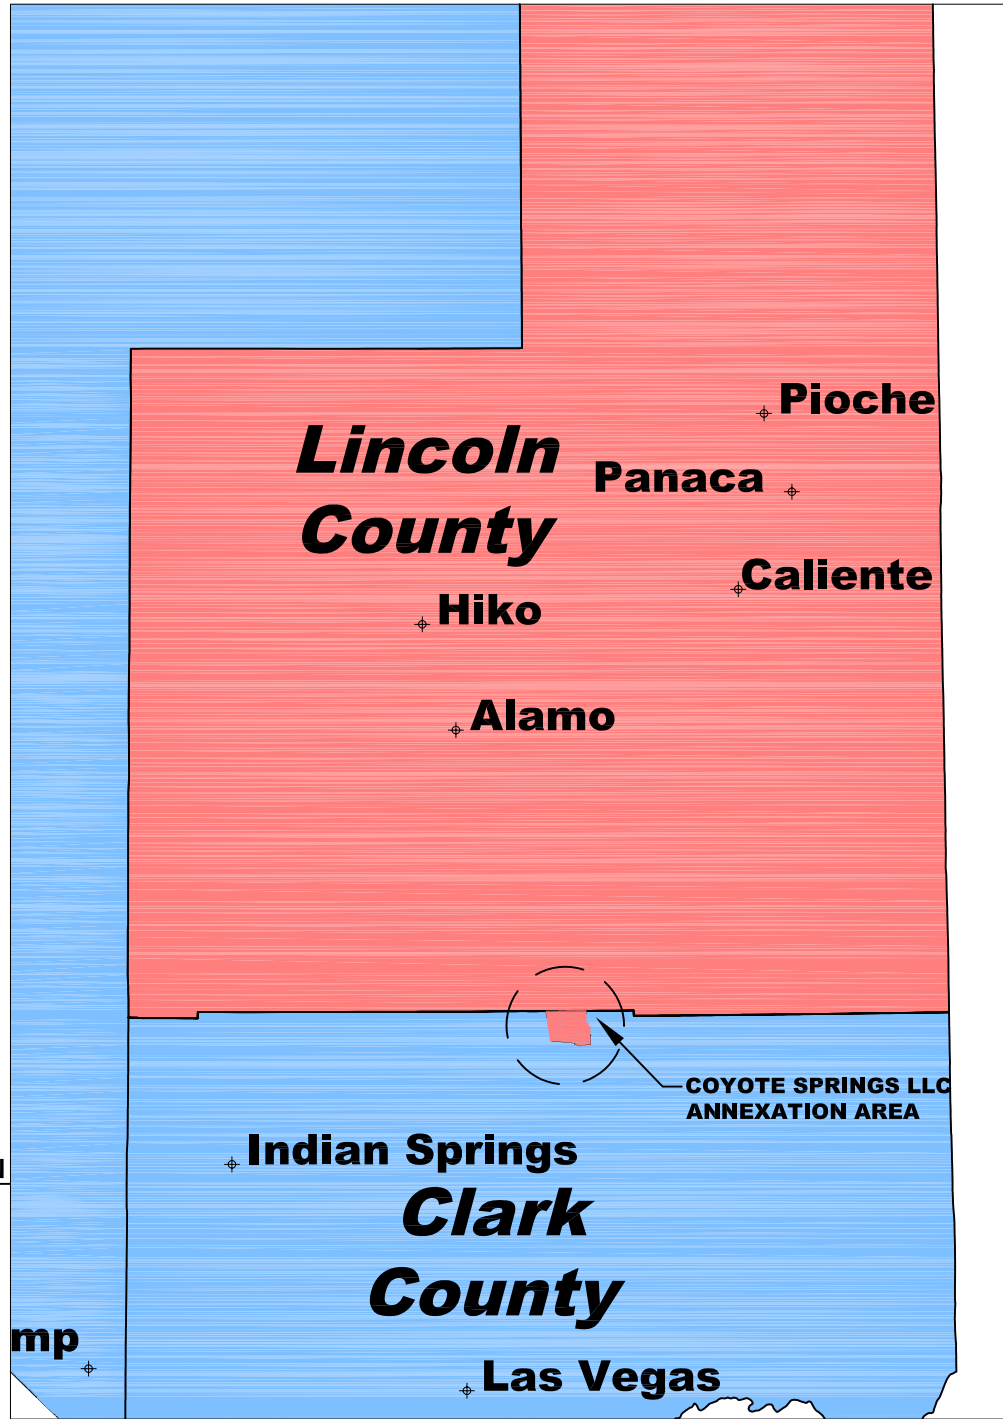 Pioche
Lincoln
County
Panaca
Caliente
Hiko
Alamo
COYOTE SPRINGS LLC
ANNEXATION AREA
Indian Springs
Clark
County
mp
Las Vegas